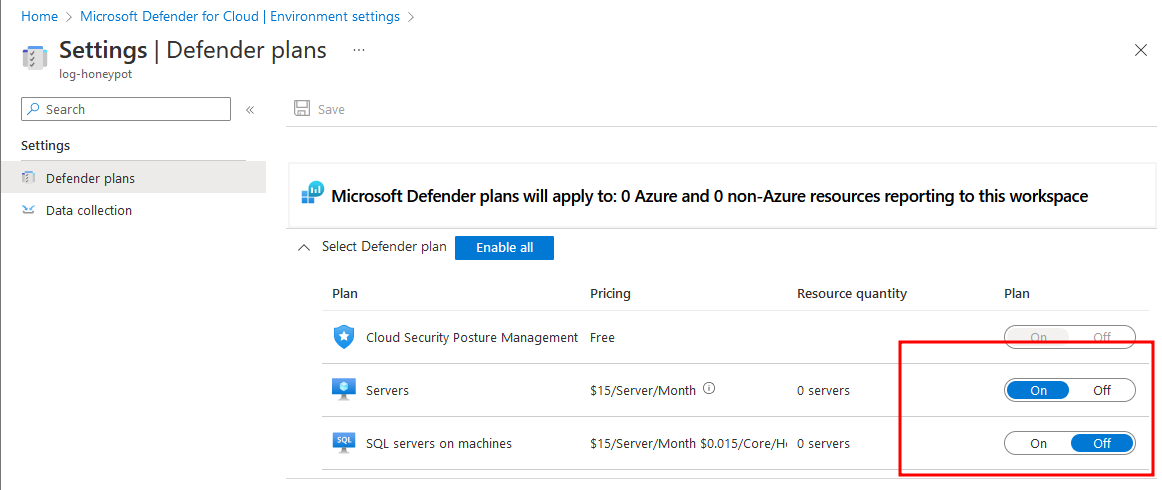 Home > Microsoft Defender for Cloud | Environment settings >
Settings | Defender plans ...
log-honeypot
Search «
Save
Settings
Defender plans
Data collection
Microsoft Defender plans will apply to: 0 Azure and 0 non-Azure resources reporting to this workspace
Select Defender plan Enable all
Plan Pricing Resource quantity Plan
Cloud Security Posture Management Free On Off
Servers $15/Server/Month 0 servers On Off
SQL SQL servers on machines $15/Server/Month $0.015/Core/H 0 servers On Off